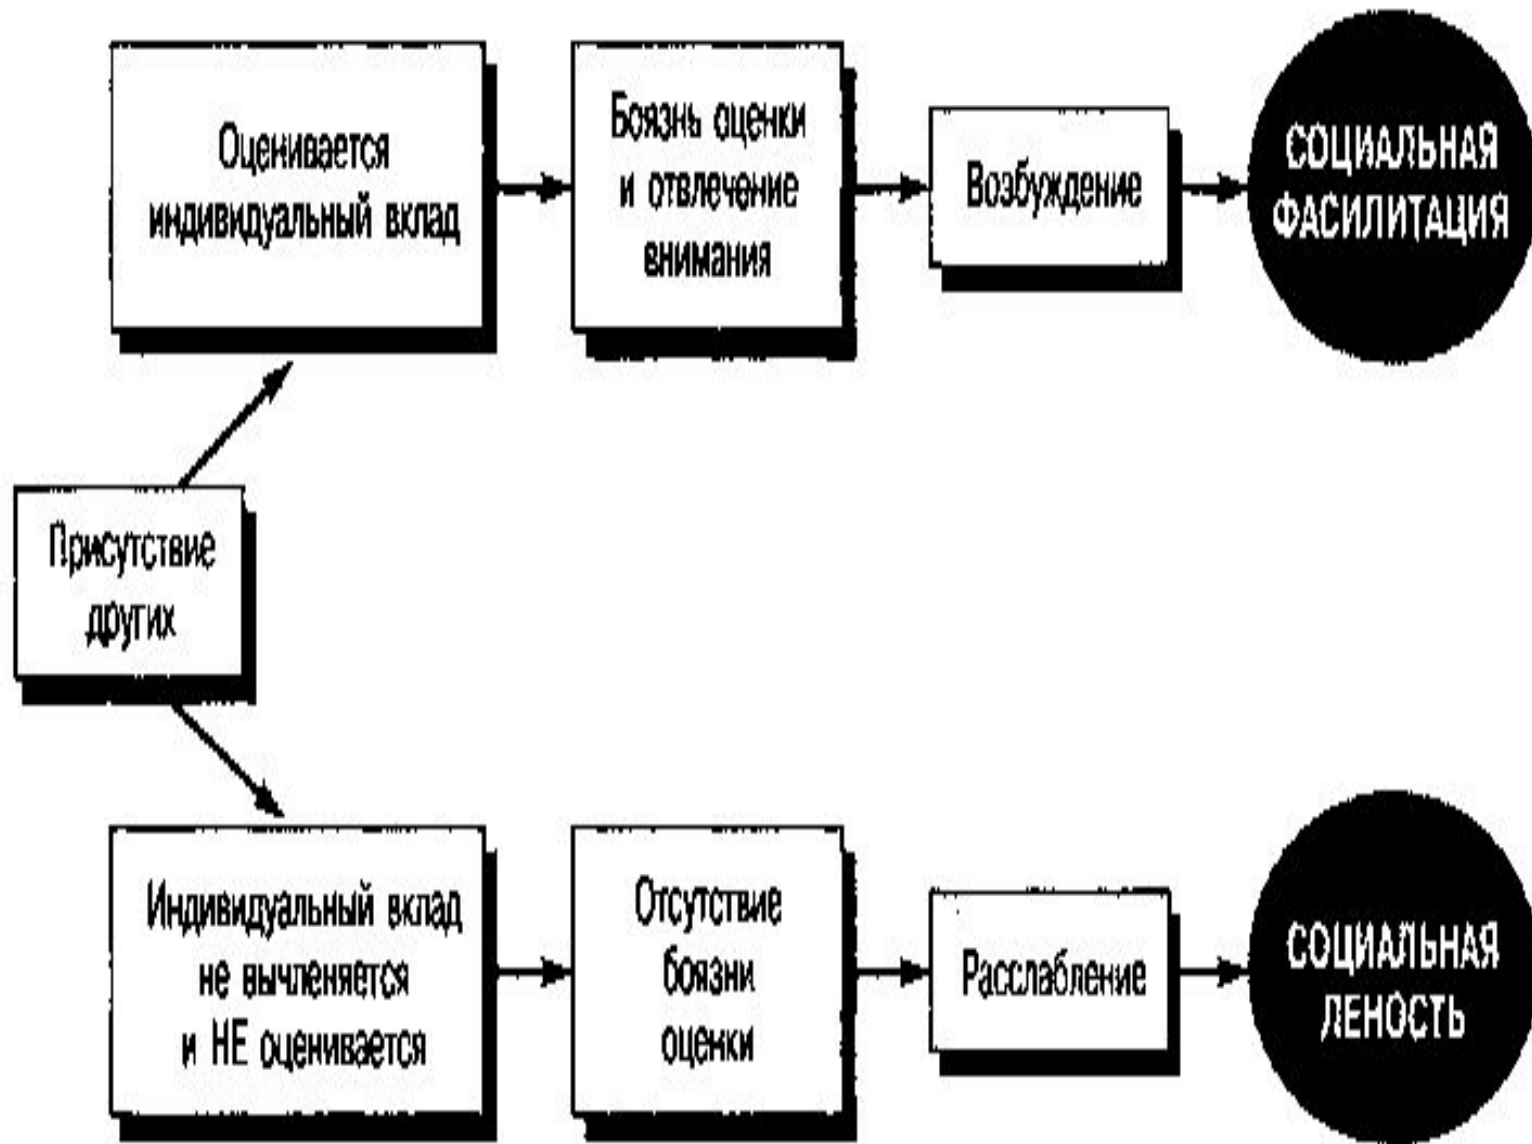 Оценивается
индивидуальный вклад
Боязнь оценки
и отвлечение
внимания
Возбуждение
СОЦИАЛЬНАЯ
ФАСИЛИТАЦИЯ
Присутствие
других
Индивидуальный вклад
не вычленяется
и НЕ оценивается
Отсутствие
боязни
оценки
Расслабление
СОЦИАЛЬНАЯ
ЛЕНОСТЬ